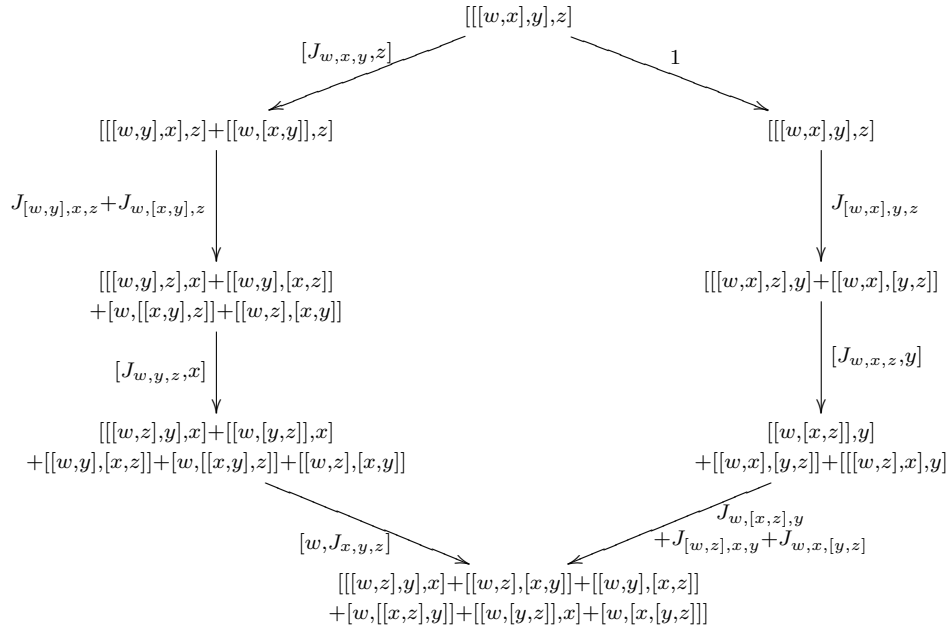 [[[w,x],y],z]
[J_{w,x,y},z]
1
[[[w,y],x],z]+[[w,[x,y]],z]
[[[w,x],y],z]
J_{[w,y],x,z}+J_{w,[x,y],z}
J_{[w,x],y,z}
[[[w,y],z],x]+[[w,y],[x,z]]
+[w,[[x,y],z]]+[[w,z],[x,y]]
[[[w,x],z],y]+[[w,x],[y,z]]
[J_{w,y,z},x]
[J_{w,x,z},y]
[[[w,z],y],x]+[[w,[y,z]],x]
+[[w,y],[x,z]]+[w,[[x,y],z]]+[[w,z],[x,y]]
[[w,[x,z]],y]
+[[w,x],[y,z]]+[[[w,z],x],y]
[w,J_{x,y,z}]
J_{w,[x,z],y}
+J_{[w,z],x,y}+J_{w,x,[y,z]}
[[[w,z],y],x]+[[w,z],[x,y]]+[[w,y],[x,z]]
+[w,[[x,z],y]]+[[w,[y,z]],x]+[w,[x,[y,z]]]